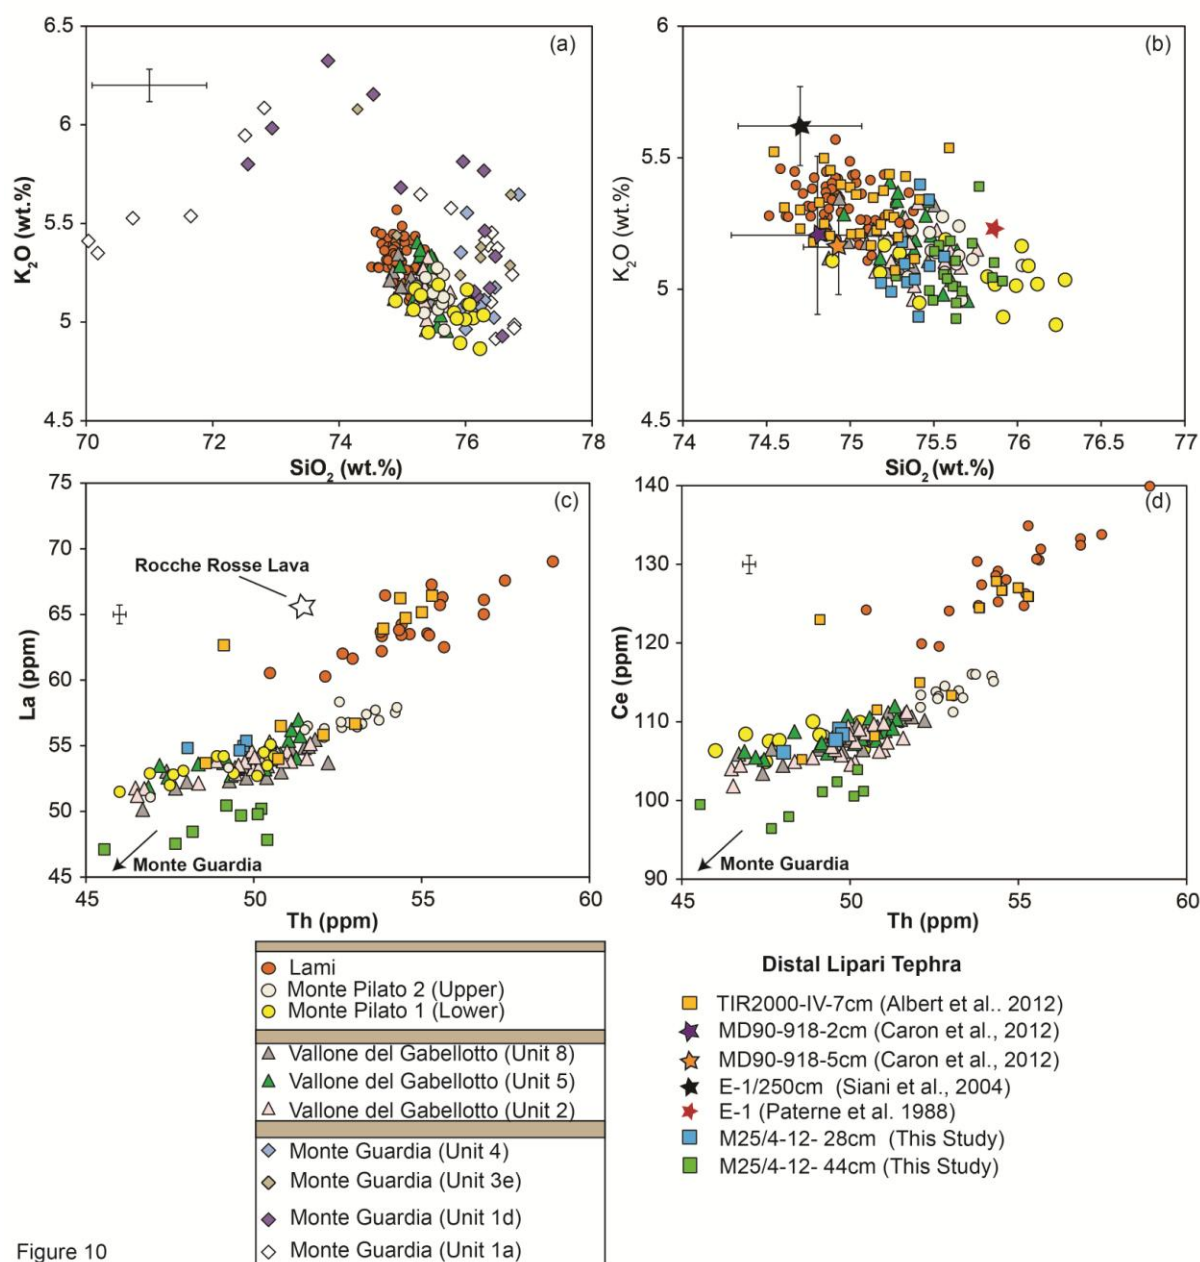 6.5
(a)
6
5.5
5
4.5
K2O (wt.%)
70
72
74
76
78
SiO2 (wt.%)
6
(b)
5.5
5
4.5
K2O (wt.%)
74
74.5
75
75.5
76
76.5
77
SiO2 (wt.%)
75
(c)
70
65
60
55
50
45
La (ppm)
Rocche Rosse Lava
Monte Guardia
45
50
55
60
Th (ppm)
140
(d)
130
120
110
100
90
Ce (ppm)
Monte Guardia
45
50
55
60
Th (ppm)
Lami
Monte Pilato 2 (Upper)
Monte Pilato 1 (Lower)
Vallone del Gabellotto (Unit 8)
Vallone del Gabellotto (Unit 5)
Vallone del Gabellotto (Unit 2)
Monte Guardia (Unit 4)
Monte Guardia (Unit 3e)
Monte Guardia (Unit 1d)
Monte Guardia (Unit 1a)
Distal Lipari Tephra
TIR2000-IV-7cm (Albert et al.. 2012)
MD90-918-2cm (Caron et al., 2012)
MD90-918-5cm (Caron et al., 2012)
E-1/250cm (Siani et al., 2004)
E-1 (Paterne et al. 1988)
M25/4-12- 28cm (This Study)
M25/4-12- 44cm (This Study)
Figure 10